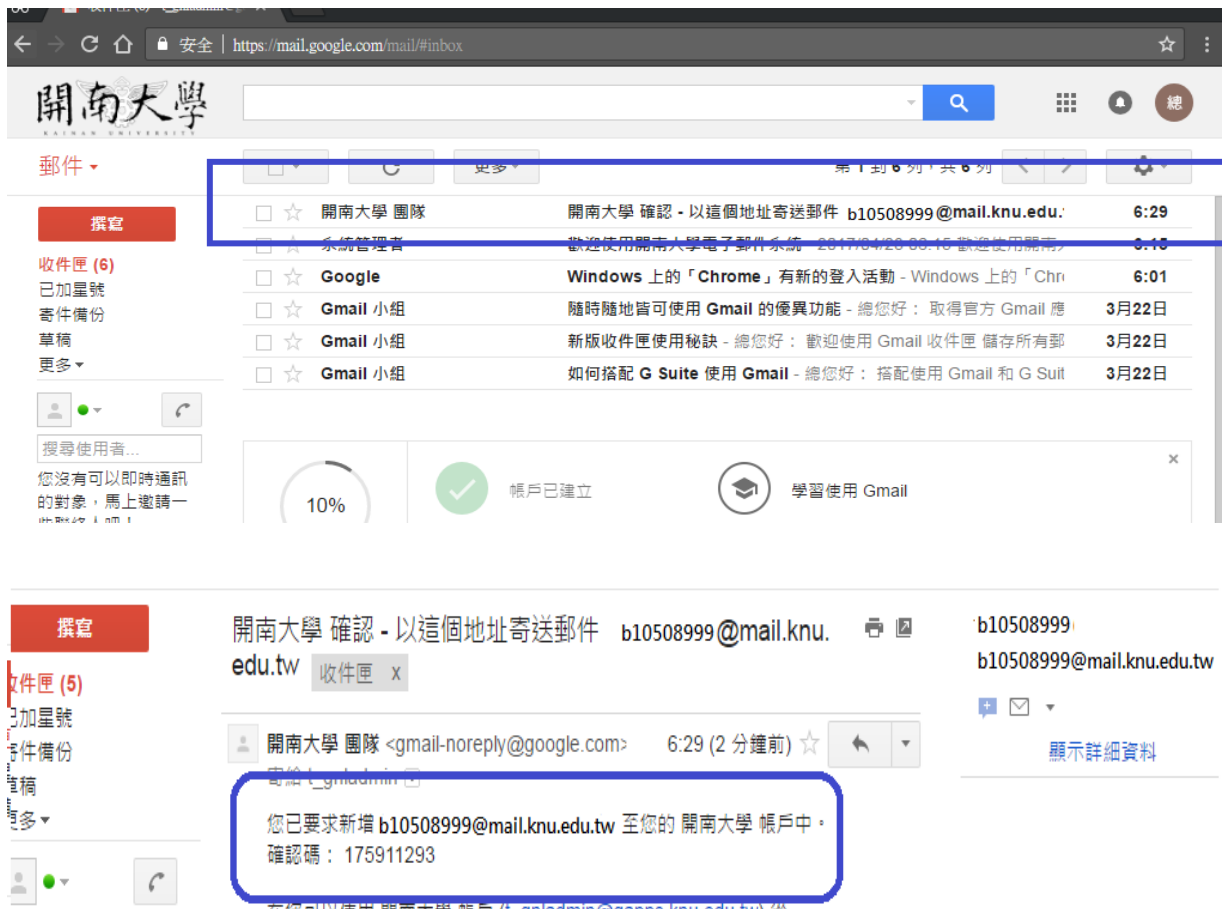 安全 | https://mail.google.com/mail/#inbox
開南大學
KAINAN UNIVERSITY
總
郵件
更多
第 1 到 6 列，共 6 列
撰寫
開南大學 團隊 開南大學 確認 - 以這個地址寄送郵件 b10508999@mail.knu.edu. 6:29
系統管理者 歡迎使用開南大學電子郵件系統
收件匣 (6)
Google Windows 上的「Chrome」有新的登入活動 - Windows 上的「Chr 6:01
已加星號
寄件備份
Gmail 小組 隨時隨地皆可使用 Gmail 的優異功能 - 總您好： 取得官方 Gmail 應 3月22日
草稿
Gmail 小組 新版收件匣使用秘訣 - 總您好： 歡迎使用 Gmail 收件匣 儲存所有郵 3月22日
更多
Gmail 小組 如何搭配 G Suite 使用 Gmail - 總您好： 搭配使用 Gmail 和 G Suit 3月22日
搜尋使用者...
您沒有可以即時通訊
的對象，馬上邀請一
10%
帳戶已建立
學習使用 Gmail
撰寫
開南大學 確認 - 以這個地址寄送郵件 b10508999@mail.knu.
edu.tw 收件匣 x
b10508999
b10508999@mail.knu.edu.tw
顯示詳細資料
收件匣 (5)
已加星號
寄件備份
草稿
更多
開南大學 團隊 <gmail-noreply@google.com> 6:29 (2 分鐘前)
您已要求新增 b10508999@mail.knu.edu.tw 至您的 開南大學 帳戶中。
確認碼： 175911293